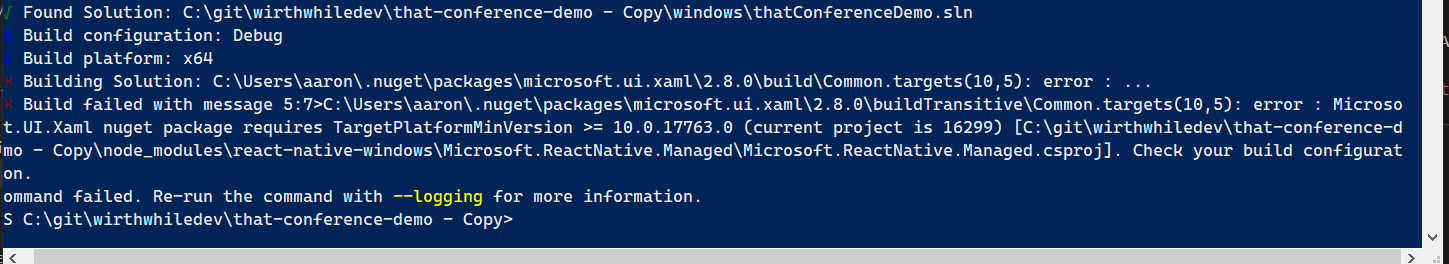 √ Found Solution: C:\git\wirthwhiledev\that-conference-demo - Copy\windows\thatConferenceDemo.sln
i Build configuration: Debug
i Build platform: x64
× Building Solution: C:\Users\aaron\.nuget\packages\microsoft.ui.xaml\2.8.0\build\Common.targets(10,5): error : ...
× Build failed with message 5:7>C:\Users\aaron\.nuget\packages\microsoft.ui.xaml\2.8.0\buildTransitive\Common.targets(10,5): error : Microso
t.UI.Xaml nuget package requires TargetPlatformMinVersion >= 10.0.17763.0 (current project is 16299) [C:\git\wirthwhiledev\that-conference-d
mo - Copy\node_modules\react-native-windows\Microsoft.ReactNative.Managed\Microsoft.ReactNative.Managed.csproj]. Check your build configurat
on.
ommand failed. Re-run the command with --logging for more information.
S C:\git\wirthwhiledev\that-conference-demo - Copy>